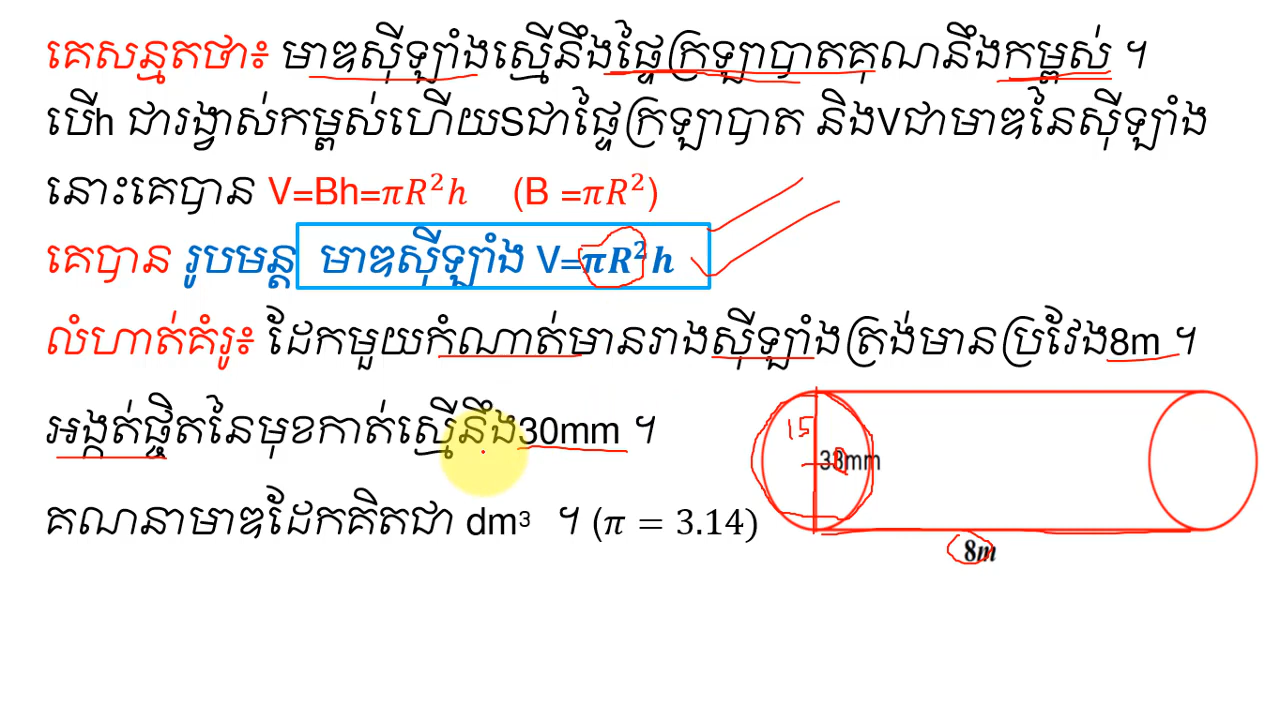 គេសន្មតថា៖ មាឌស៊ីឡាំងស្មើនឹងផ្ទៃក្រឡាបាតគុណនឹងកម្ពស់ ។
បើh ជារង្វាស់កម្ពស់ហើយSជាផ្ទៃក្រឡាបាត និងVជាមាឌនៃស៊ីឡាំង
នោះគេបាន V=Bh=πR²h (B =πR²)
គេបាន រូបមន្ត មាឌស៊ីឡាំង V=πR²h
លំហាត់គំរូ៖ ដែកមួយកំណាត់មានរាងស៊ីឡាំងត្រង់មានប្រវែង8m ។
អង្កត់ផ្ចិតនៃមុខកាត់ស្មើនឹង30mm ។
15
mm
គណនាមាឌដែកគិតជា dm³ ។ (π = 3.14)
8m